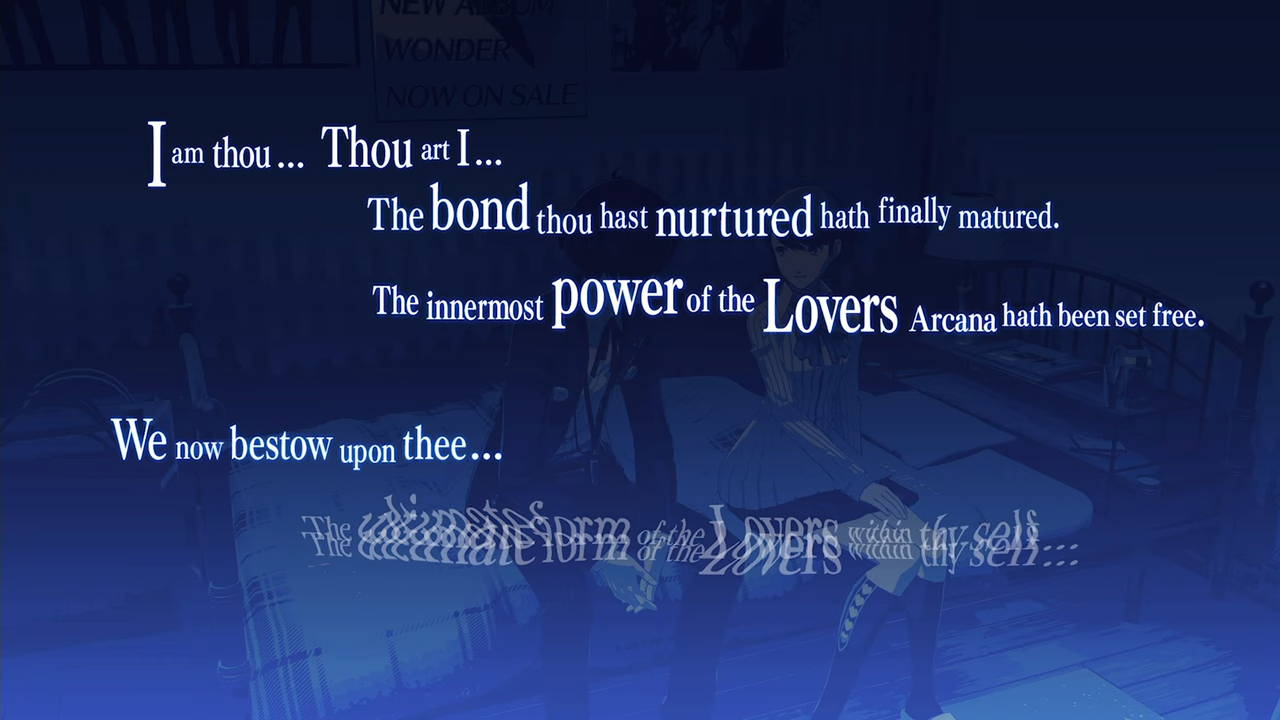 NEW ALBUM
WONDER
NOW ON SALE
I am thou... Thou art I...
The bond thou hast nurtured hath finally matured.
The innermost power of the Lovers Arcana hath been set free.
We now bestow upon thee...
The ultimate form of the Lovers within thy self...